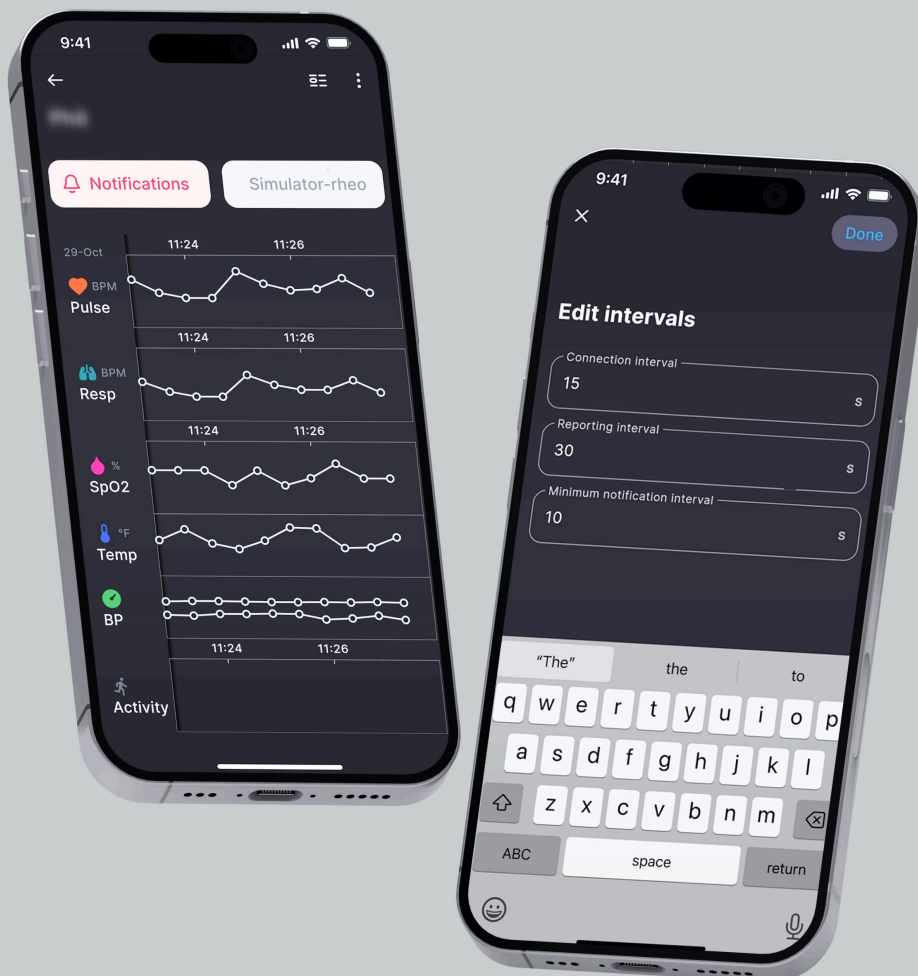 9:41
Notifications
Simulator-rheo
29-Oct
11:24 11:26
BPM
Pulse
11:24 11:26
BPM
Resp
11:24 11:26
%
SpO2
°F
Temp
BP
11:24 11:26
Activity
9:41
Done
Edit intervals
Connection interval
15 s
Reporting interval
30 s
Minimum notification interval
10 s
“The” the to
q w e r t y u i o p
a s d f g h j k l
z x c v b n m
ABC space return